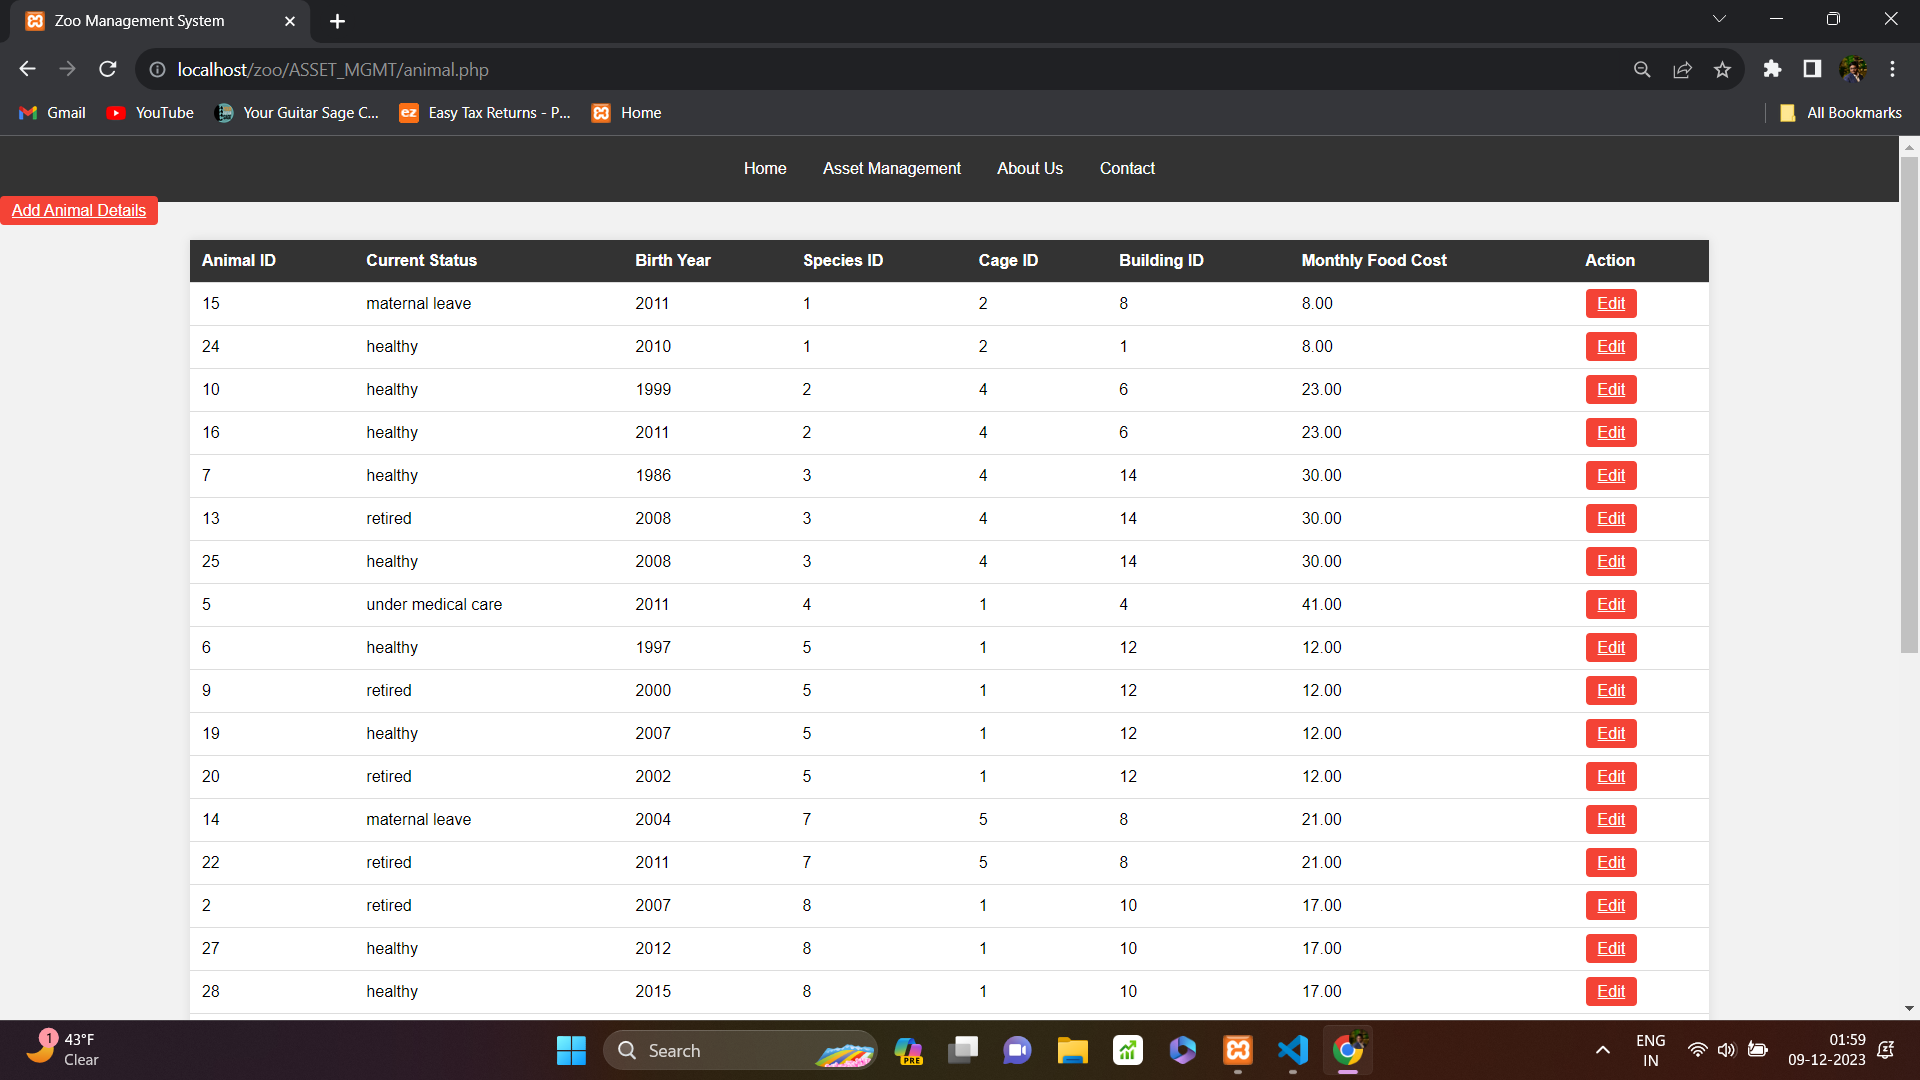 Zoo Management System
localhost/zoo/ASSET_MGMT/animal.php
Gmail YouTube Your Guitar Sage C... ez Easy Tax Returns - P... Home All Bookmarks
Home Asset Management About Us Contact
Add Animal Details
Animal ID Current Status Birth Year Species ID Cage ID Building ID Monthly Food Cost Action
15 maternal leave 2011 1 2 8 8.00 Edit
24 healthy 2010 1 2 1 8.00 Edit
10 healthy 1999 2 4 6 23.00 Edit
16 healthy 2011 2 4 6 23.00 Edit
7 healthy 1986 3 4 14 30.00 Edit
13 retired 2008 3 4 14 30.00 Edit
25 healthy 2008 3 4 14 30.00 Edit
5 under medical care 2011 4 1 4 41.00 Edit
6 healthy 1997 5 1 12 12.00 Edit
9 retired 2000 5 1 12 12.00 Edit
19 healthy 2007 5 1 12 12.00 Edit
20 retired 2002 5 1 12 12.00 Edit
14 maternal leave 2004 7 5 8 21.00 Edit
22 retired 2011 7 5 8 21.00 Edit
2 retired 2007 8 1 10 17.00 Edit
27 healthy 2012 8 1 10 17.00 Edit
28 healthy 2015 8 1 10 17.00 Edit
1 43°F
Clear
Search
PRE
ENG
IN
01:59
09-12-2023